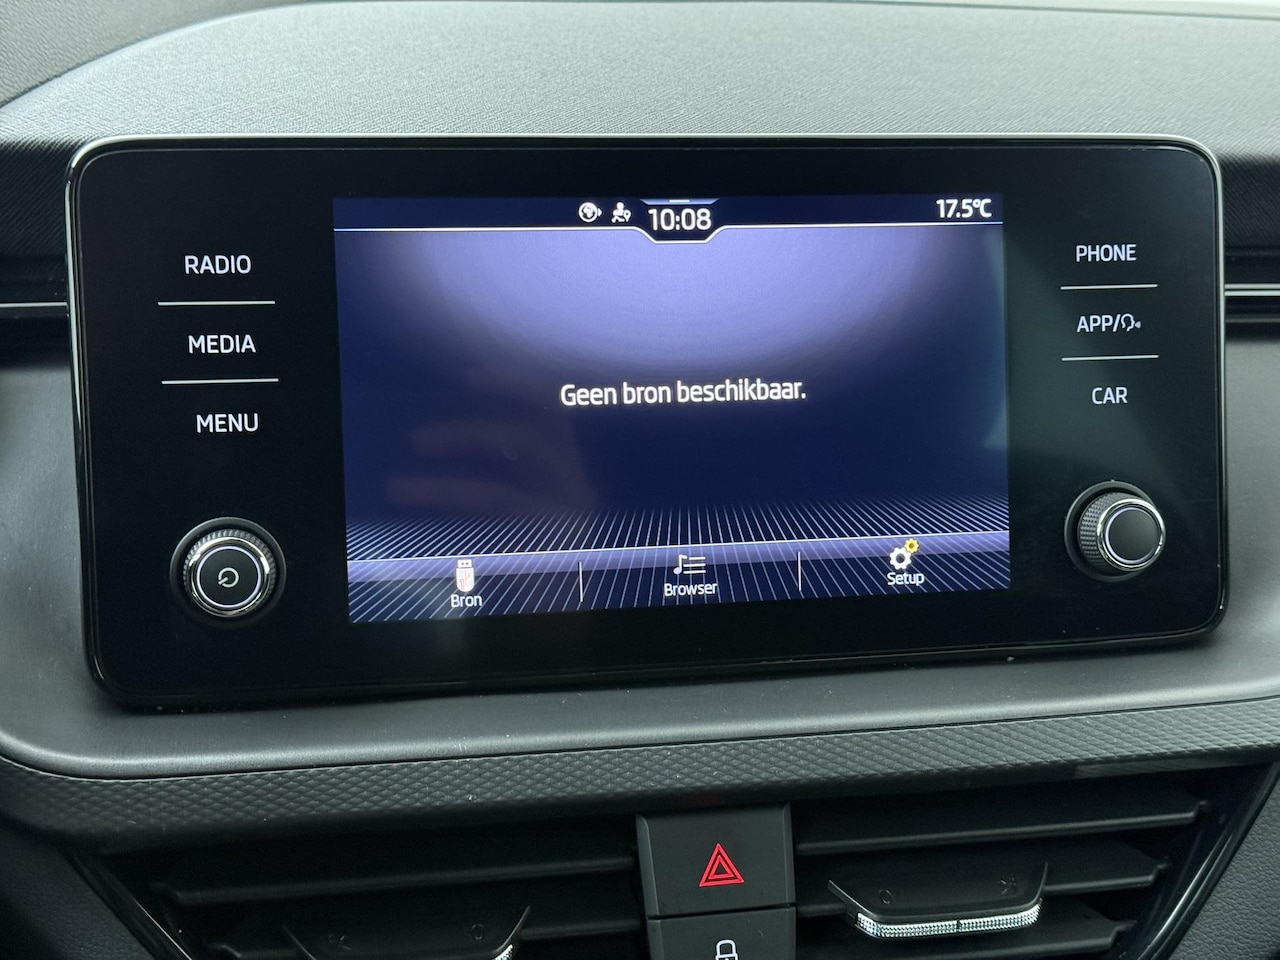 10:08
17.5°C
RADIO
MEDIA
MENU
Geen bron beschikbaar.
Bron
Browser
Setup
PHONE
APP/
CAR